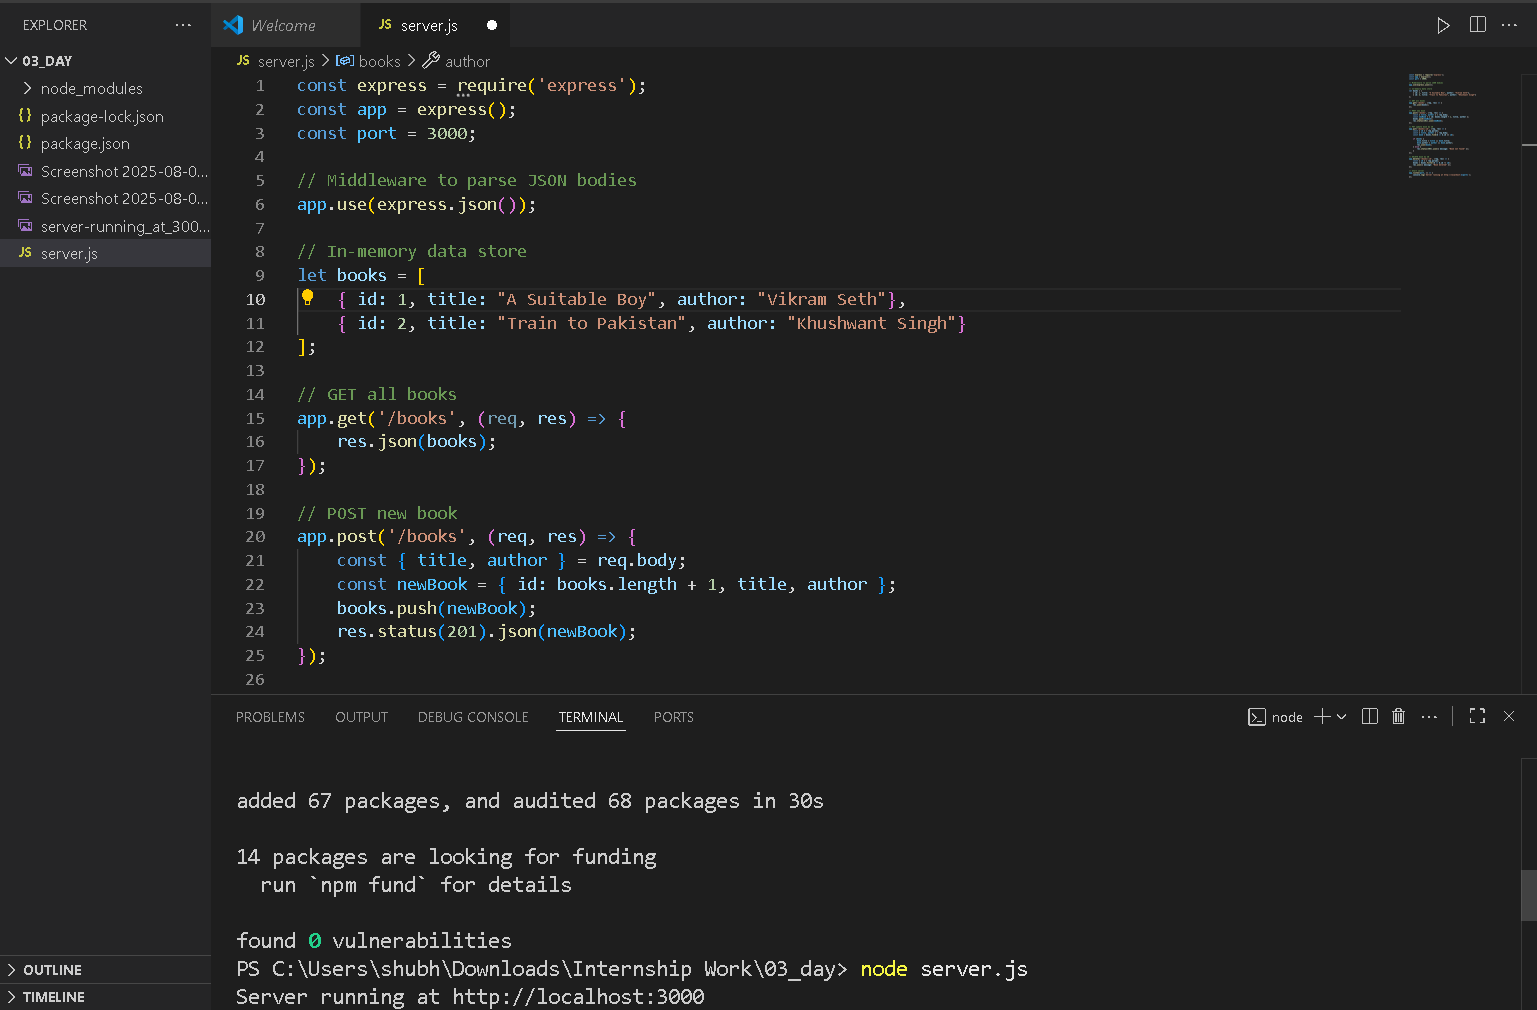 EXPLORER
03_DAY
node_modules
package-lock.json
package.json
Screenshot 2025-08-0...
Screenshot 2025-08-0...
server-running_at_300...
JS server.js
OUTLINE
TIMELINE
Welcome
JS server.js
JS server.js > books > author
1 const express = require('express');
2 const app = express();
3 const port = 3000;
4
5 // Middleware to parse JSON bodies
6 app.use(express.json());
7
8 // In-memory data store
9 let books = [
10 { id: 1, title: "A Suitable Boy", author: "Vikram Seth"},
11 { id: 2, title: "Train to Pakistan", author: "Khushwant Singh"}
12 ];
13
14 // GET all books
15 app.get('/books', (req, res) => {
16 res.json(books);
17 });
18
19 // POST new book
20 app.post('/books', (req, res) => {
21 const { title, author } = req.body;
22 const newBook = { id: books.length + 1, title, author };
23 books.push(newBook);
24 res.status(201).json(newBook);
25 });
26
PROBLEMS OUTPUT DEBUG CONSOLE TERMINAL PORTS
node
added 67 packages, and audited 68 packages in 30s
14 packages are looking for funding
run `npm fund` for details
found 0 vulnerabilities
PS C:\Users\shubh\Downloads\Internship Work\03_day> node server.js
Server running at http://localhost:3000